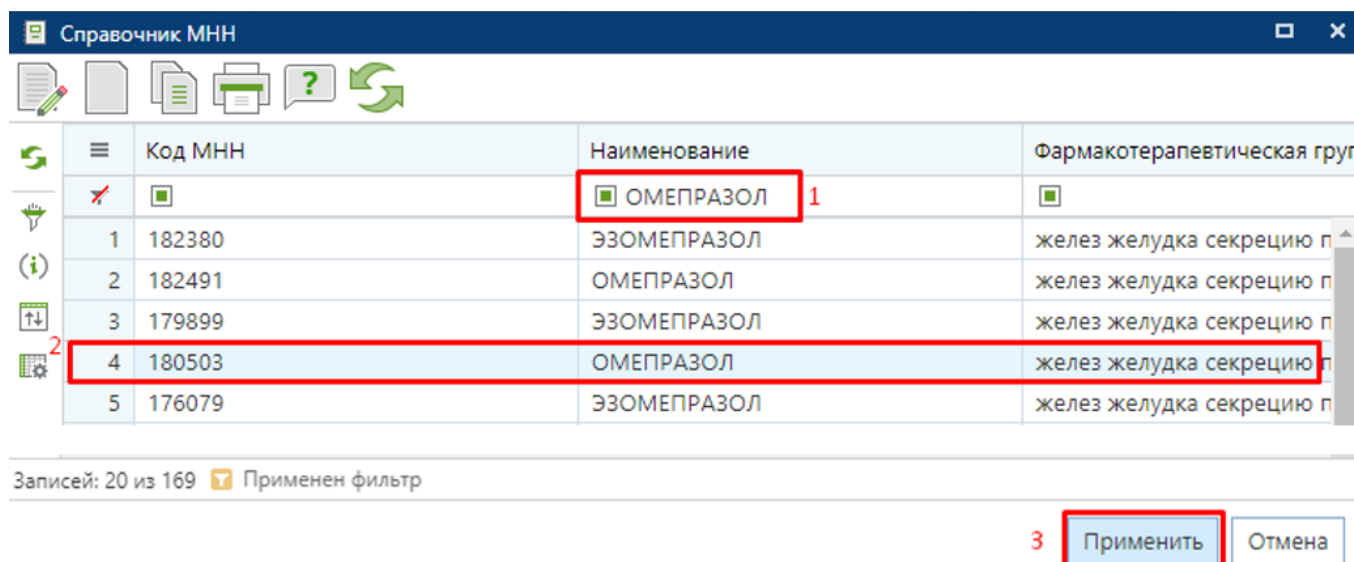 Справочник МНН
Код МНН Наименование Фармакотерапевтическая груп
ОМЕПРАЗОЛ 1
1 182380 ЭЗОМЕПРАЗОЛ желез желудка секрецию п
2 182491 ОМЕПРАЗОЛ желез желудка секрецию п
3 179899 ЭЗОМЕПРАЗОЛ желез желудка секрецию п
2
4 180503 ОМЕПРАЗОЛ желез желудка секрецию п
5 176079 ЭЗОМЕПРАЗОЛ желез желудка секрецию п
Записей: 20 из 169 Применен фильтр
3 Применить Отмена